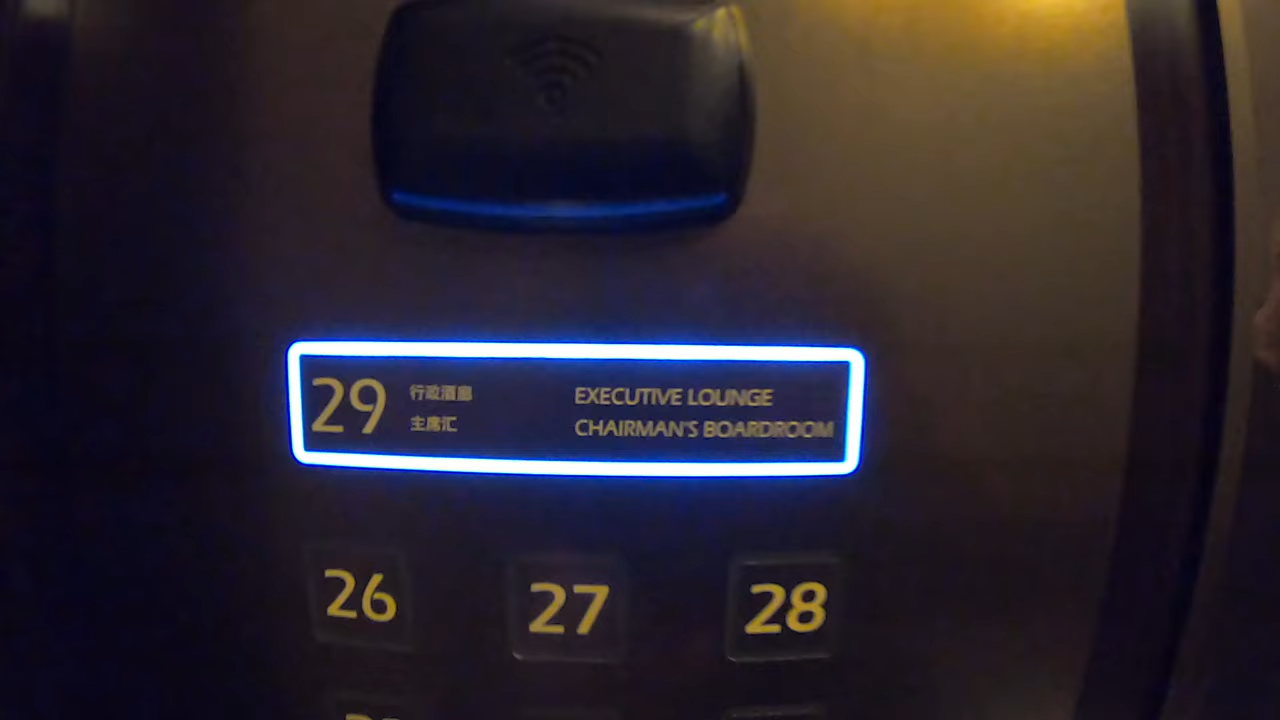 29
行政酒廊
主席汇
EXECUTIVE LOUNGE
CHAIRMAN'S BOARDROOM
26 27 28